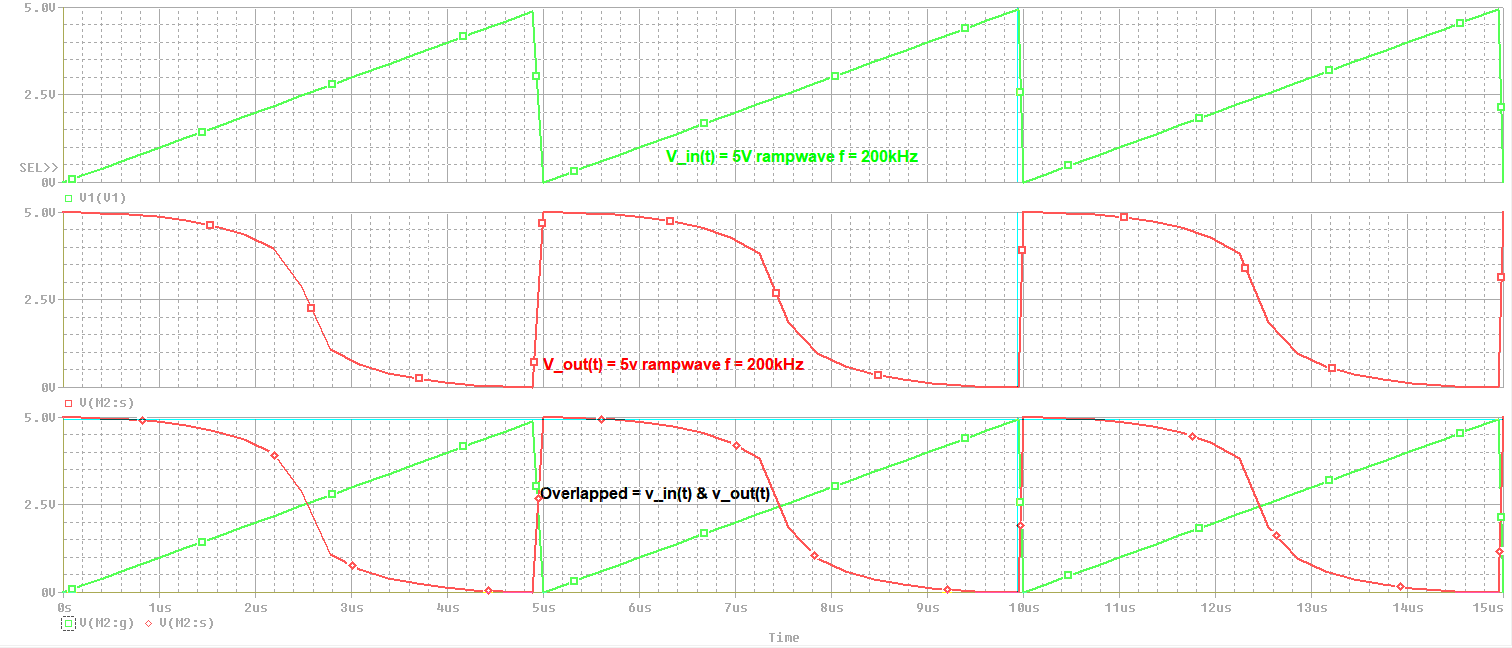 5.0V
2.5V
SEL>>
0V
V_in(t) = 5V rampwave f = 200kHz
V1(V1)
5.0V
2.5V
0V
V_out(t) = 5v rampwave f = 200kHz
V(M2:s)
5.0V
2.5V
0V
Overlapped = v_in(t) & v_out(t)
0s 1us 2us 3us 4us 5us 6us 7us 8us 9us 10us 11us 12us 13us 14us 15us
V(M2:g) V(M2:s)
Time